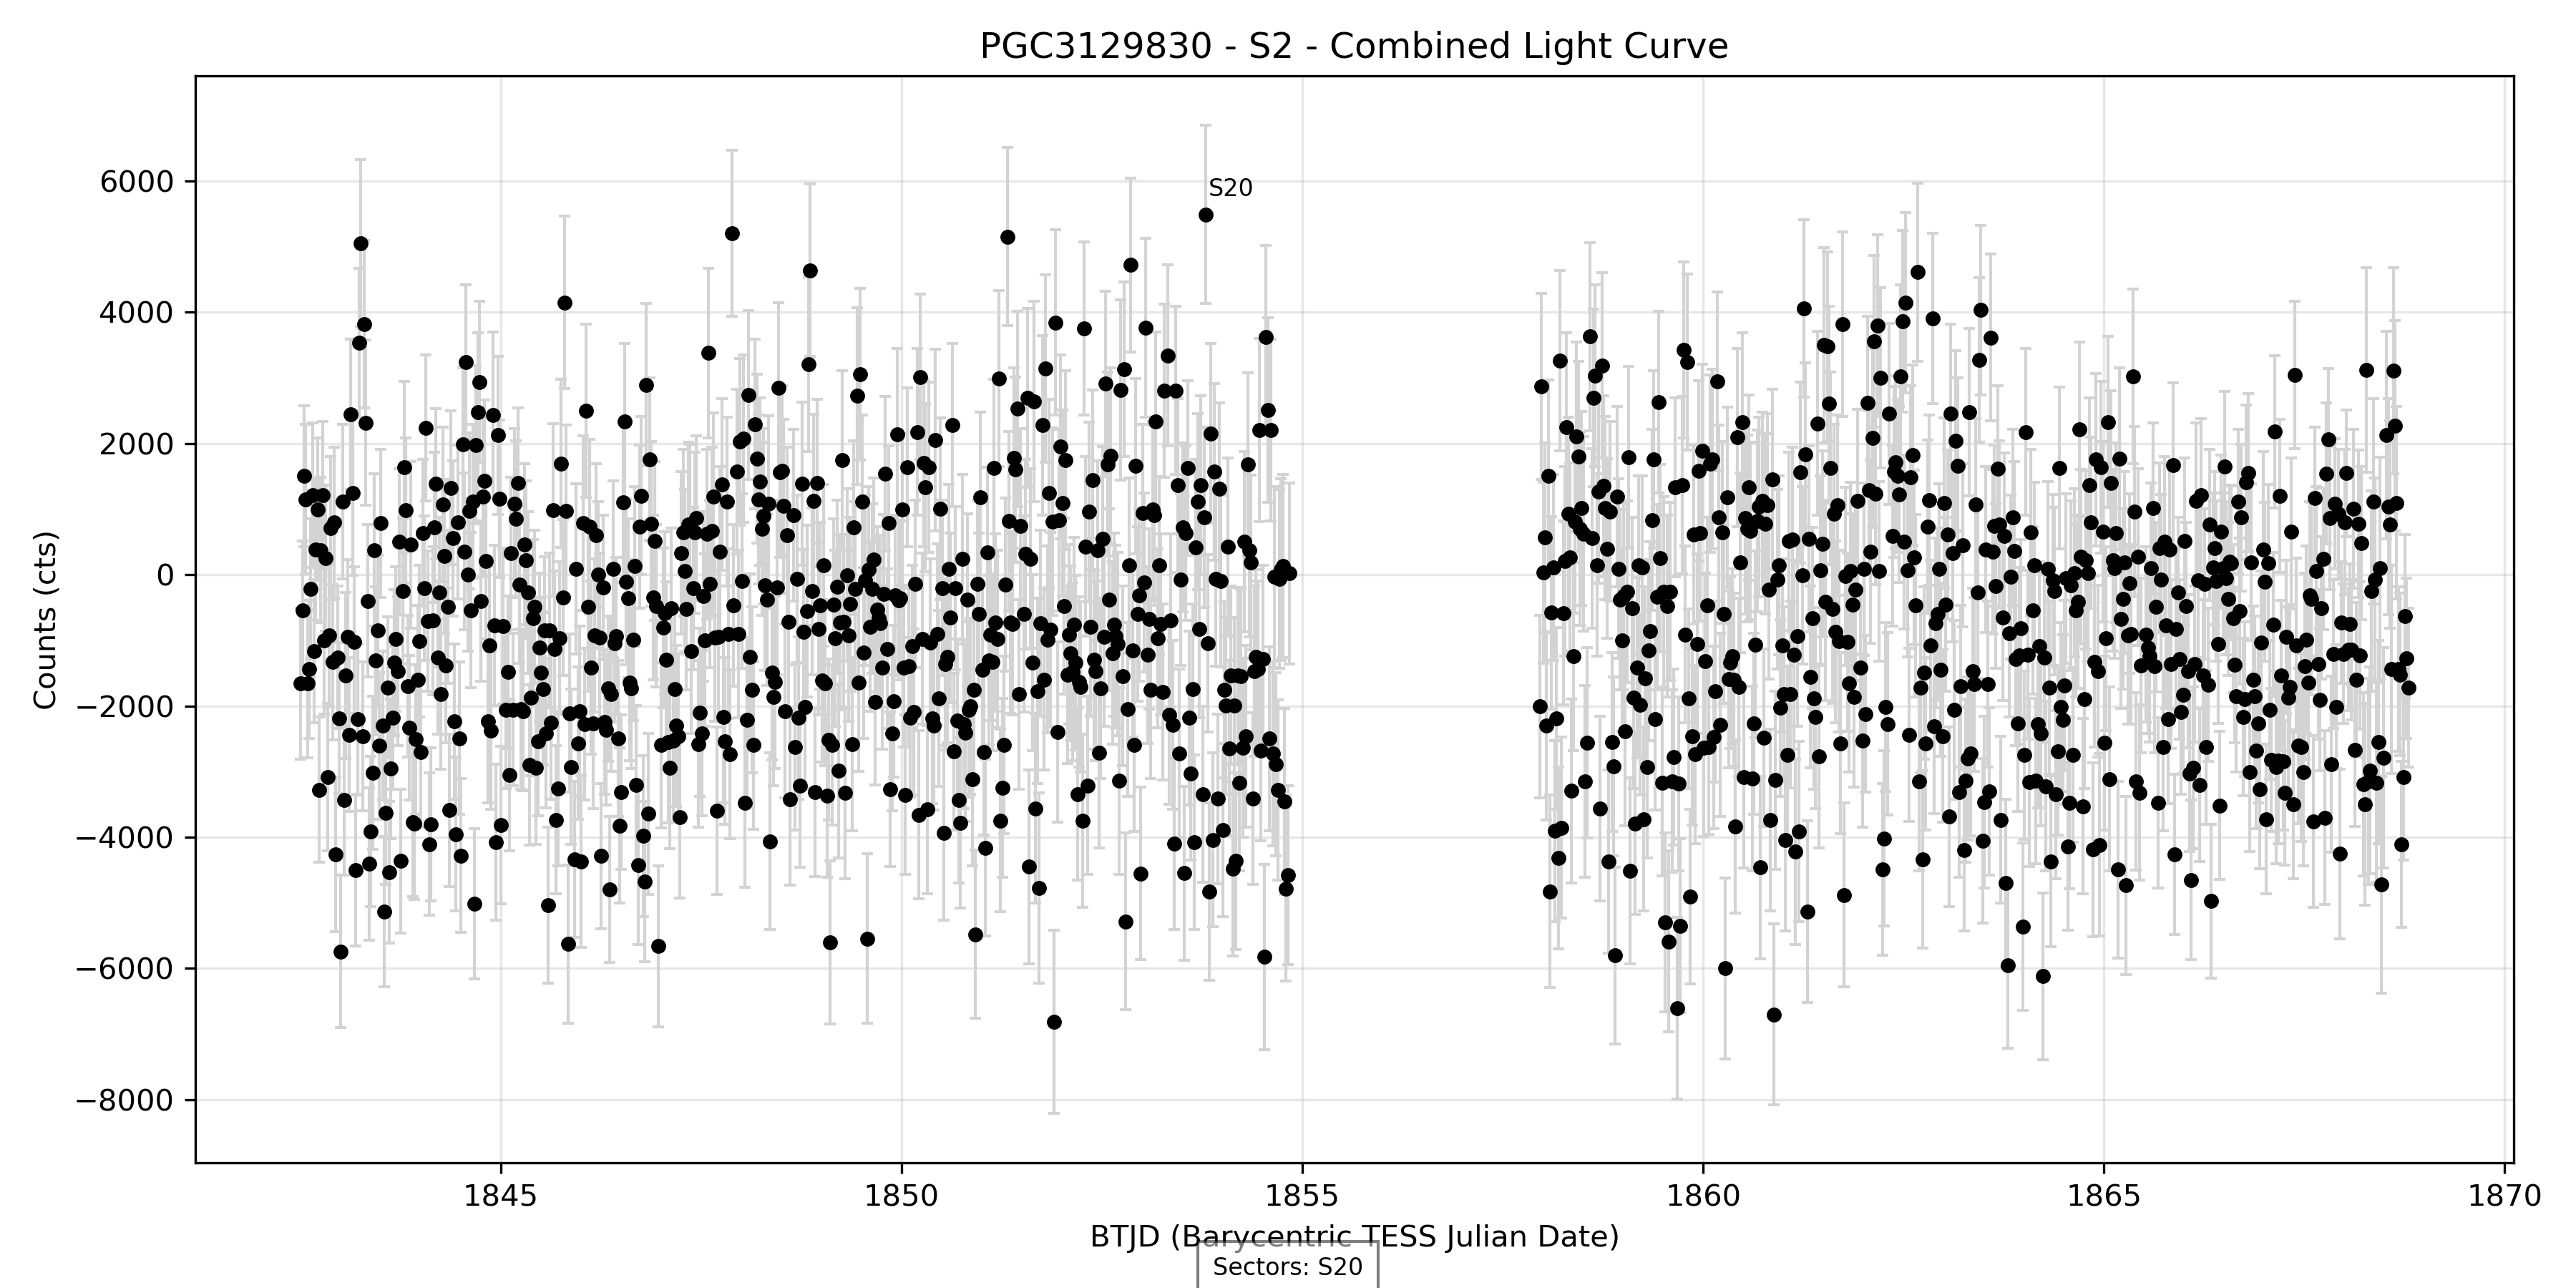 PGC3129830 - S2 - Combined Light Curve
Counts (cts)
6000
4000
2000
0
−2000
−4000
−6000
−8000
S20
1845
1850
1855
1860
1865
1870
BTJD (Barycentric TESS Julian Date)
Sectors: S20